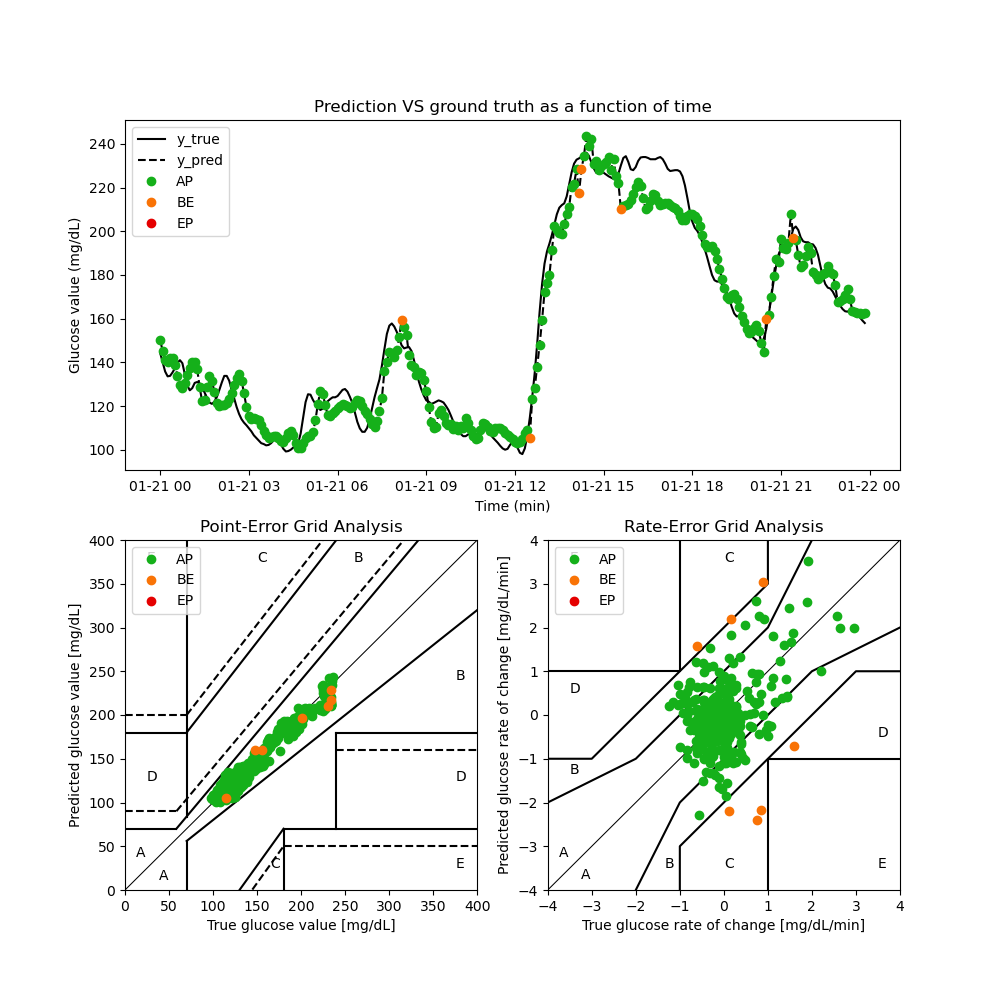 Prediction VS ground truth as a function of time
y_true
y_pred
AP
BE
EP
Glucose value (mg/dL)
240
220
200
180
160
140
120
100
01-21 00 01-21 03 01-21 06 01-21 09 01-21 12 01-21 15 01-21 18 01-21 21 01-22 00
Time (min)
Point-Error Grid Analysis
AP
BE
EP
C
B
B
D
D
A
A
C
E
Predicted glucose value [mg/dL]
400
350
300
250
200
150
100
50
0
0 50 100 150 200 250 300 350 400
True glucose value [mg/dL]
Rate-Error Grid Analysis
AP
BE
EP
C
D
D
B
A
A
B
C
E
Predicted glucose rate of change [mg/dL/min]
4
3
2
1
0
−1
−2
−3
−4
−4 −3 −2 −1 0 1 2 3 4
True glucose rate of change [mg/dL/min]